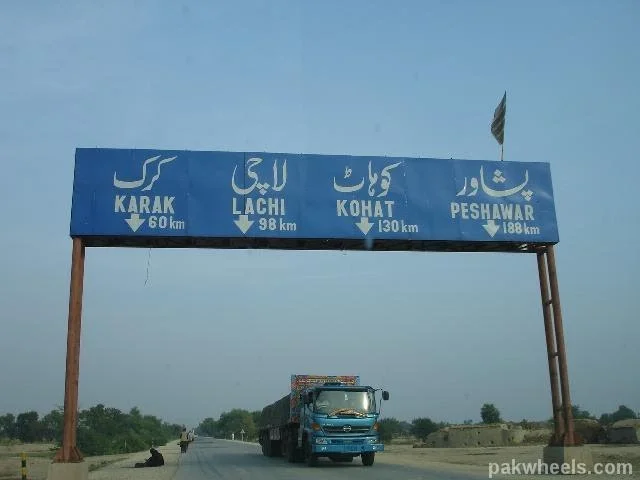 کرک
KARAK
60 km
لاچی
LACHI
98 km
کوہاٹ
KOHAT
130 km
پشاور
PESHAWAR
188 km
pakwheels.com